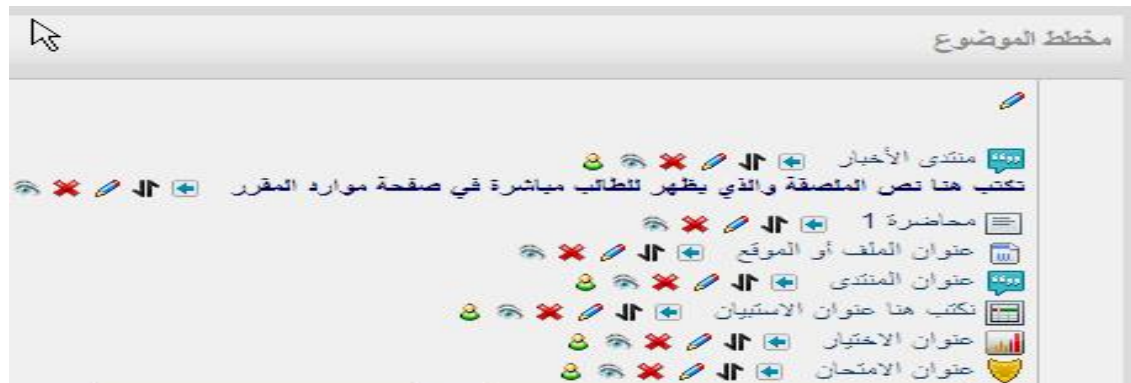 مخطط الموضوع
منتدى الأخبار
تكتب هنا نص الملصقة والذي يظهر للطالب مباشرة في صفحة موارد المقرر
محاضرة 1
عنوان الملف أو الموقع
عنوان المنتدى
نكتب هنا عنوان الاستبيان
عنوان الاختيار
عنوان الامتحان